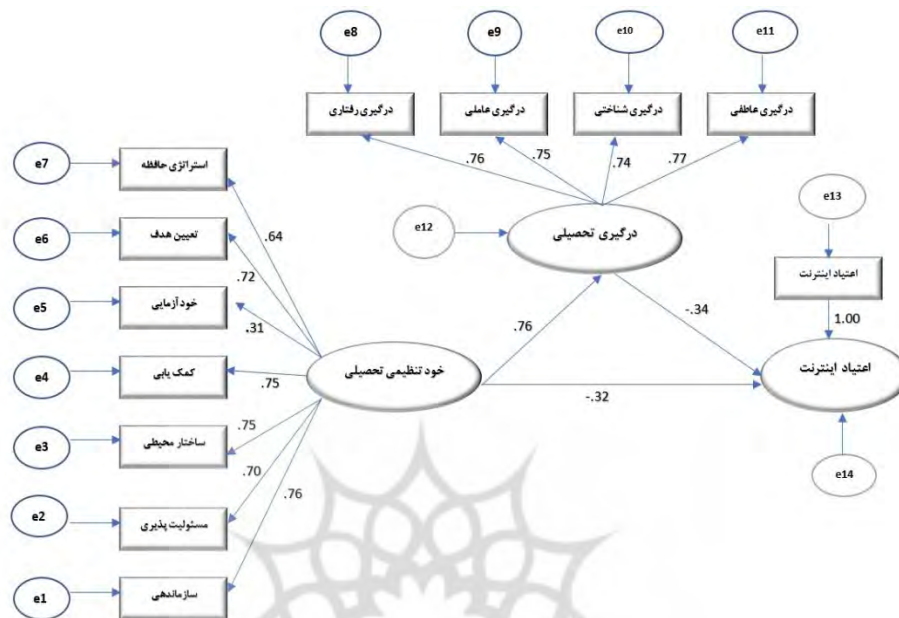 e8
e9
e10
e11
درگیری رفتاری
درگیری عاملی
درگیری شناختی
درگیری عاطفی
.76
.75
.74
.77
e7
استراتژی حافظه
e6
تعیین هدف
e5
خودآزمایی
e4
کمک یابی
e3
ساختار محیطی
e2
مسئولیت پذیری
e1
سازماندهی
.64
.72
.31
.75
.75
.70
.76
خود تنظیمی تحصیلی
e12
درگیری تحصیلی
.76
-.34
-.32
e13
اعتیاد اینترنت
1.00
اعتیاد اینترنت
e14